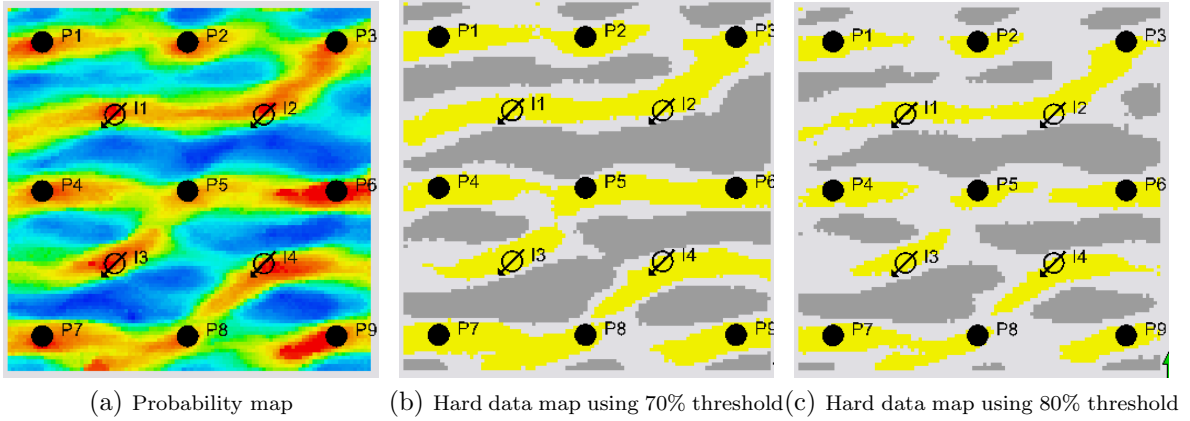 P1 P2 P3
I1 I2
P4 P5 P6
I3 I4
P7 P8 P9
P1 P2 P3
I1 I2
P4 P5 P6
I3 I4
P7 P8 P9
P1 P2 P3
I1 I2
P4 P5 P6
I3 I4
P7 P8 P9
(a) Probability map
(b) Hard data map using 70% threshold
(c) Hard data map using 80% threshold